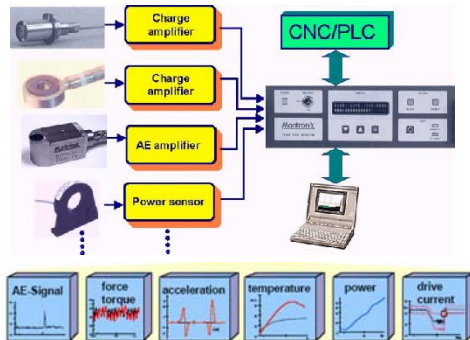 Charge
amplifier
CNC/PLC
Charge
amplifier
Montronix
AE amplifier
Power sensor
AE-Signal
force
torque
acceleration
temperature
power
drive
current